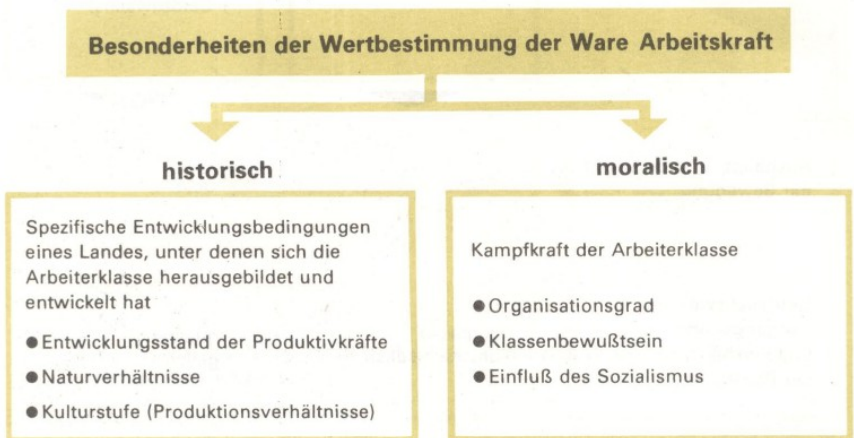 Besonderheiten der Wertbestimmung der Ware Arbeitskraft
historisch
Spezifische Entwicklungsbedingungen
eines Landes, unter denen sich die
Arbeiterklasse herausgebildet und
entwickelt hat
● Entwicklungsstand der Produktivkräfte
● Naturverhältnisse
● Kulturstufe (Produktionsverhältnisse)
moralisch
Kampfkraft der Arbeiterklasse
● Organisationsgrad
● Klassenbewußtsein
● Einfluß des Sozialismus